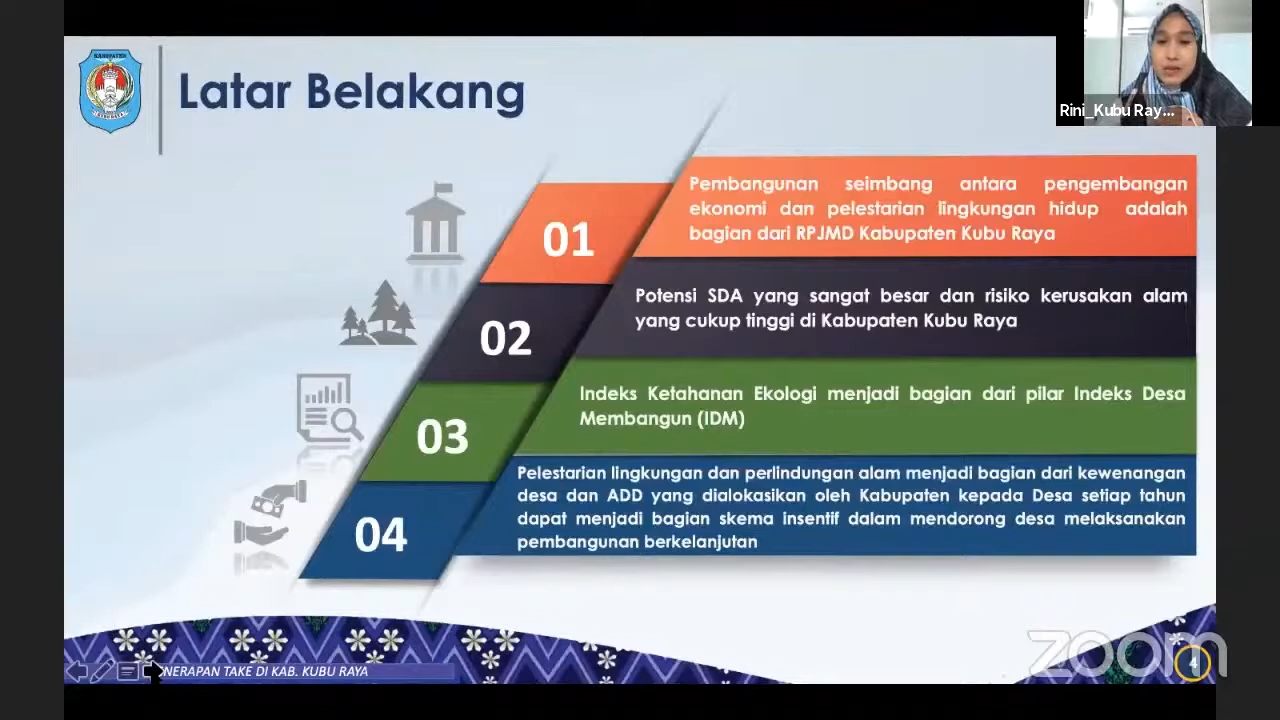 KABUPATEN
KUBU RAYA
Latar Belakang
Rini_Kubu Ray...
01
Pembangunan seimbang antara pengembangan
ekonomi dan pelestarian lingkungan hidup adalah
bagian dari RPJMD Kabupaten Kubu Raya
02
Potensi SDA yang sangat besar dan risiko kerusakan alam
yang cukup tinggi di Kabupaten Kubu Raya
03
Indeks Ketahanan Ekologi menjadi bagian dari pilar Indeks Desa
Membangun (IDM)
04
Pelestarian lingkungan dan perlindungan alam menjadi bagian dari kewenangan
desa dan ADD yang dialokasikan oleh Kabupaten kepada Desa setiap tahun
dapat menjadi bagian skema insentif dalam mendorong desa melaksanakan
pembangunan berkelanjutan
NERAPAN TAKE DI KAB. KUBU RAYA
zoom
4